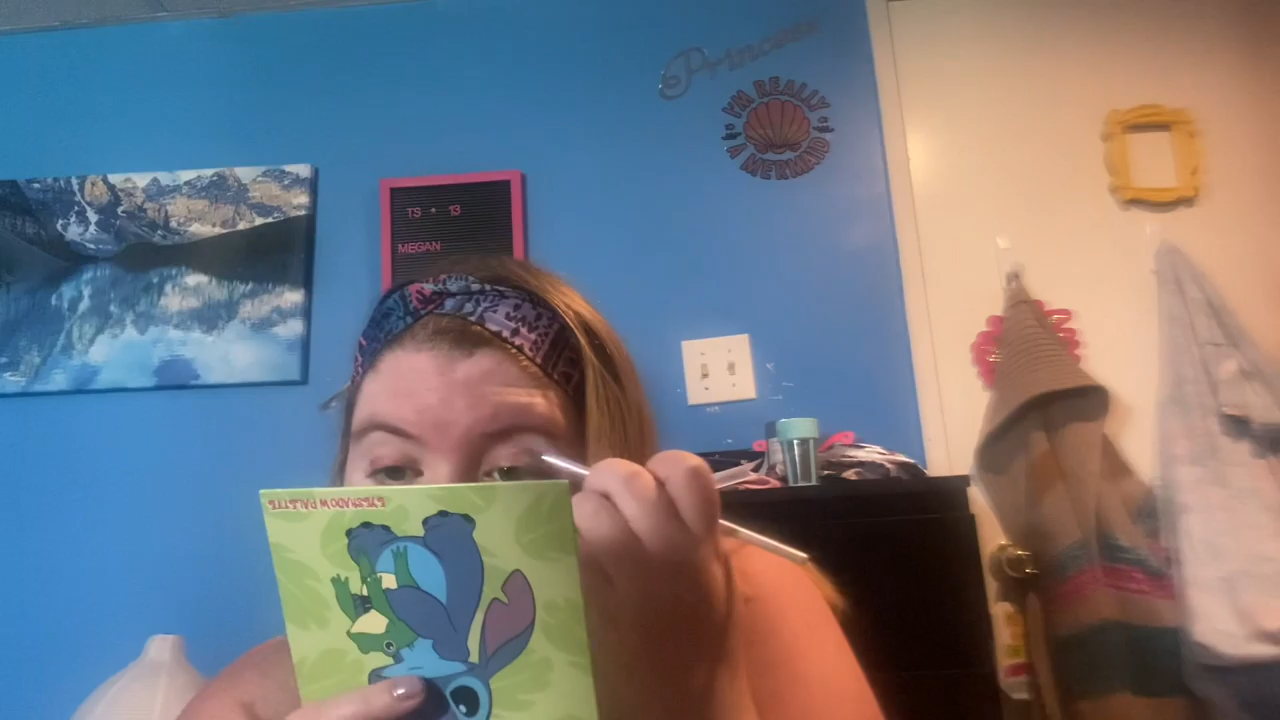 Princess
I'M REALLY
A MERMAID
TS + 13
MEGAN
EYESHADOW PALETTE